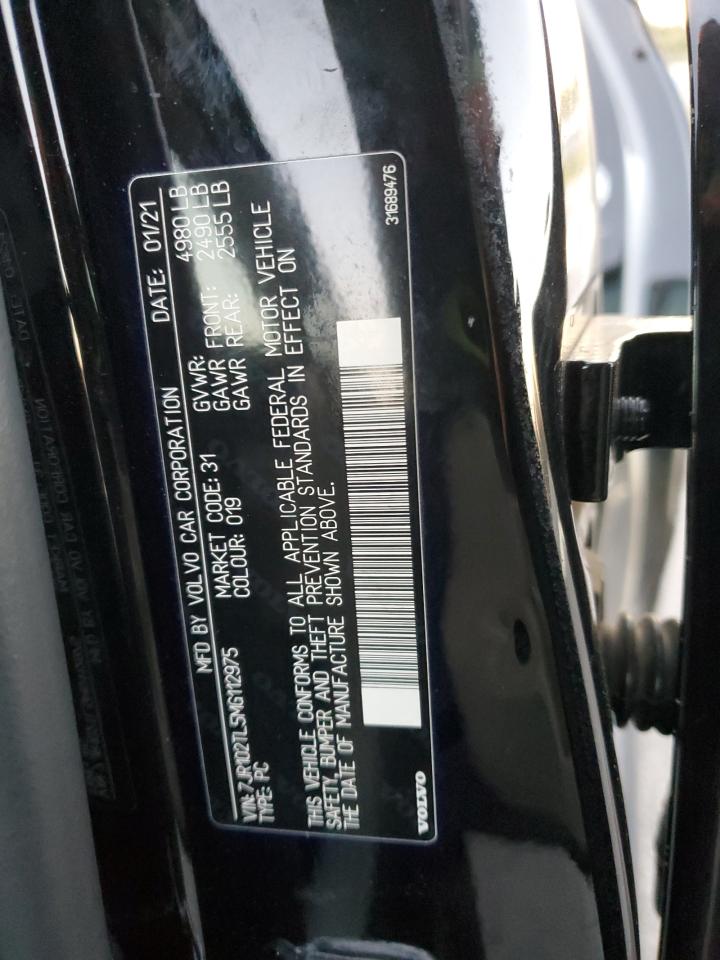 MFD BY VOLVO CAR CORPORATION DATE: 01/21
VIN: 7JR102TL5MG112975 MARKET CODE: 31 GVWR: 4980 LB
TYPE: PC COLOUR: 019 GAWR FRONT: 2490 LB
GAWR REAR: 2555 LB
THIS VEHICLE CONFORMS TO ALL APPLICABLE FEDERAL MOTOR VEHICLE
SAFETY, BUMPER AND THEFT PREVENTION STANDARDS IN EFFECT ON
THE DATE OF MANUFACTURE SHOWN ABOVE.
VOLVO 31689476